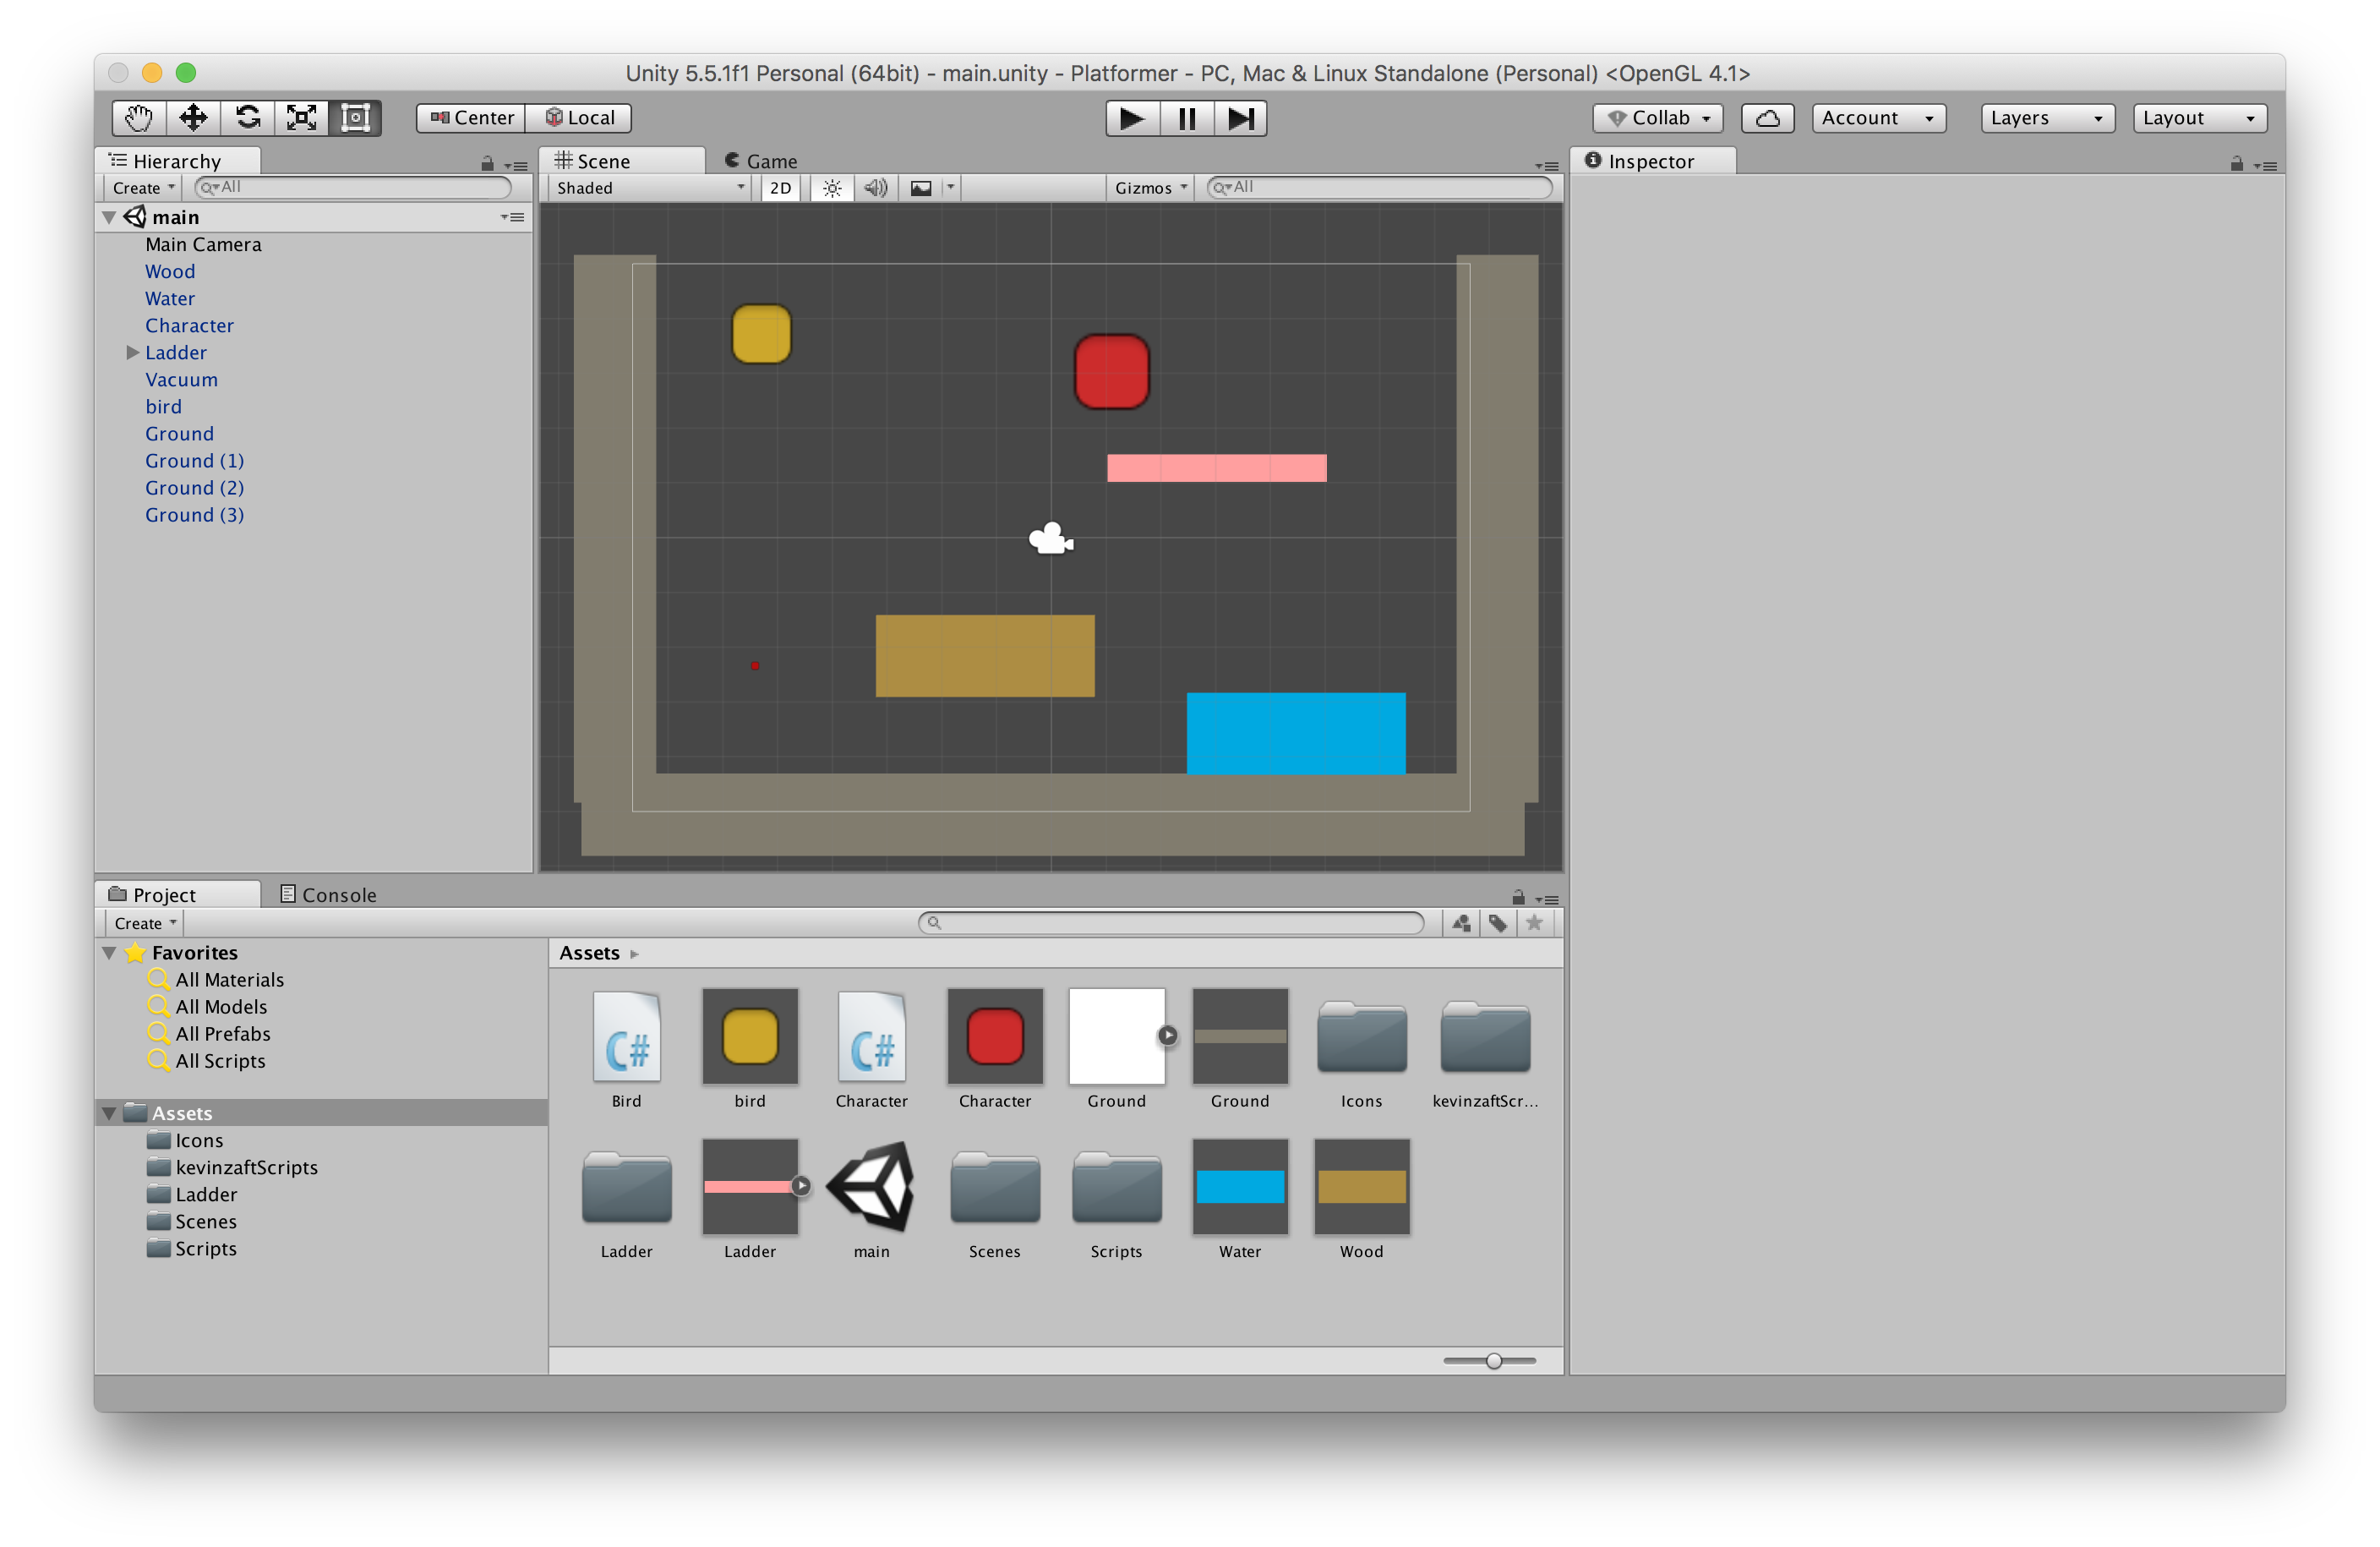 Unity 5.5.1f1 Personal (64bit) - main.unity - Platformer - PC, Mac & Linux Standalone (Personal) <OpenGL 4.1>
Center Local Collab Account Layers Layout
Hierarchy
Create All
main
Main Camera
Wood
Water
Character
Ladder
Vacuum
bird
Ground
Ground (1)
Ground (2)
Ground (3)
Scene Game
Shaded 2D Gizmos All
Inspector
Project Console
Create
Favorites
All Materials
All Models
All Prefabs
All Scripts
Assets
Icons
kevinzaftScripts
Ladder
Scenes
Scripts
Assets
C# C#
Bird bird Character Character Ground Ground Icons kevinzaftScr...
Ladder Ladder main Scenes Scripts Water Wood